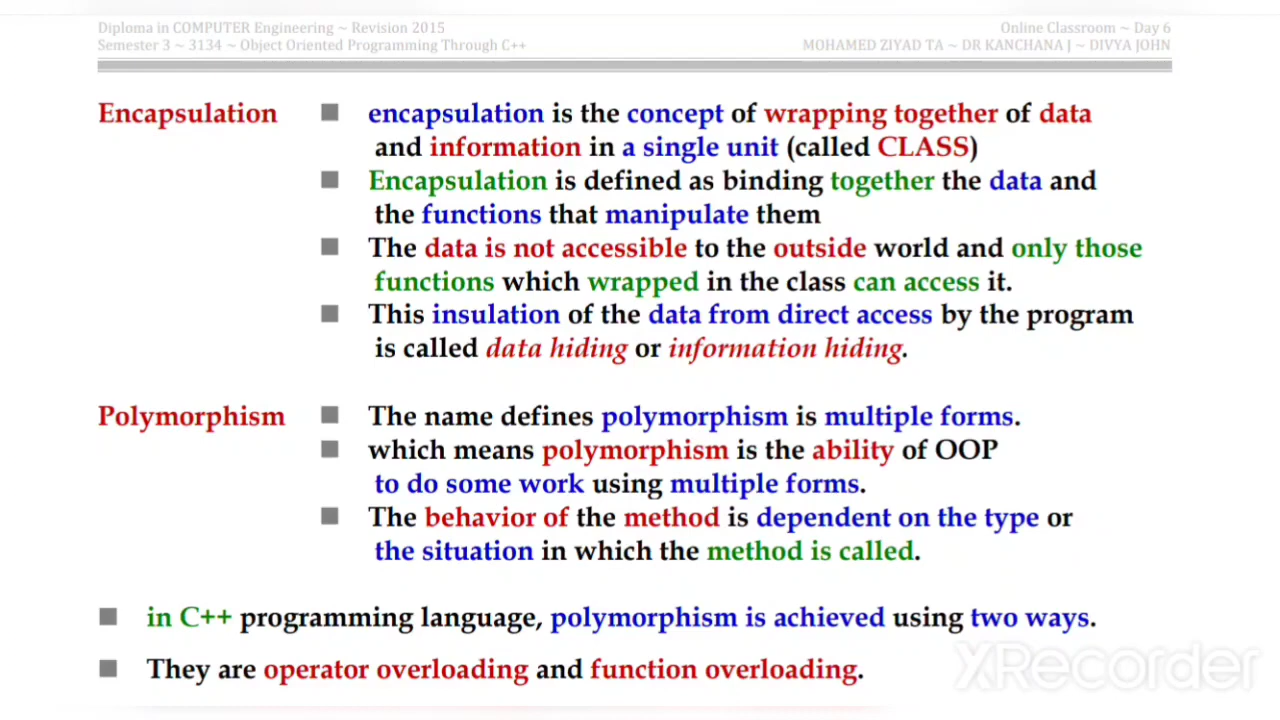 Diploma in COMPUTER Engineering ~ Revision 2015
Online Classroom ~ Day 6
Semester 3 ~ 3134 ~ Object Oriented Programming Through C++
MOHAMED ZIYAD TA ~ DR KANCHANA J ~ DIVYA JOHN
Encapsulation
■ encapsulation is the concept of wrapping together of data
and information in a single unit (called CLASS)
■ Encapsulation is defined as binding together the data and
the functions that manipulate them
■ The data is not accessible to the outside world and only those
functions which wrapped in the class can access it.
■ This insulation of the data from direct access by the program
is called data hiding or information hiding.
Polymorphism
■ The name defines polymorphism is multiple forms.
■ which means polymorphism is the ability of OOP
to do some work using multiple forms.
■ The behavior of the method is dependent on the type or
the situation in which the method is called.
■ in C++ programming language, polymorphism is achieved using two ways.
■ They are operator overloading and function overloading.
XRecorder